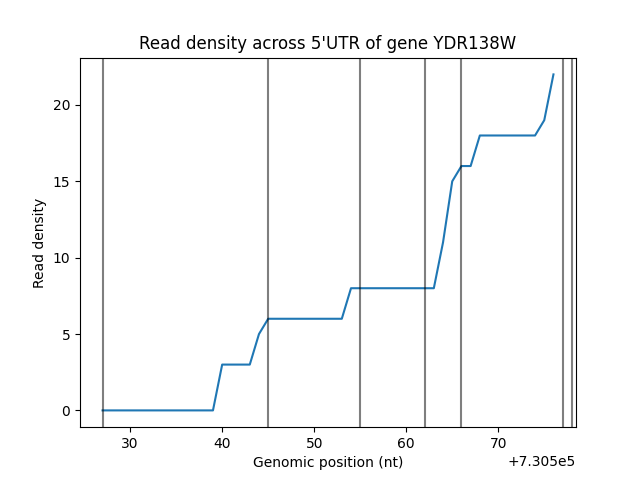 Read density across 5'UTR of gene YDR138W
Read density
20
15
10
5
0
30 40 50 60 70
+7.305e5
Genomic position (nt)